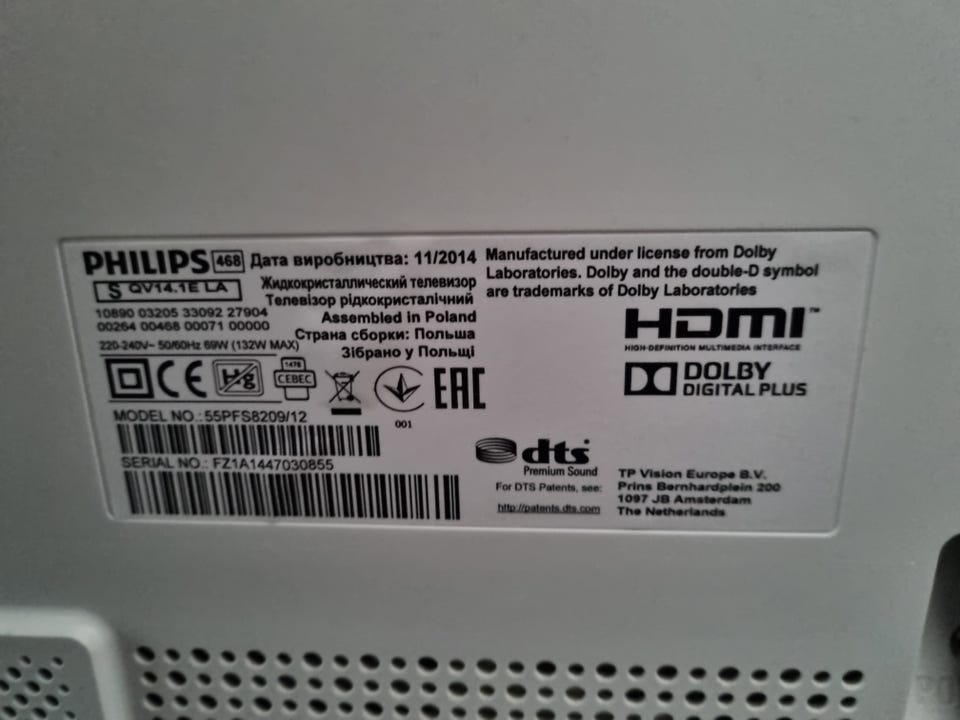 PHILIPS 468 Дата виробництва: 11/2014
S QV14.1E LA
Жидкокристаллический телевизор
Телевізор рідкокристалічний
10890 03205 33092 27904
Assembled in Poland
00264 00468 00071 00000
Страна сборки: Польша
220-240V~ 50/60Hz 69W (132W MAX)
Зібрано у Польщі
CE Hg 1478 CEBEC EAC
001
MODEL NO.: 55PFS8209/12
SERIAL NO.: FZ1A1447030855
Manufactured under license from Dolby
Laboratories. Dolby and the double-D symbol
are trademarks of Dolby Laboratories
HDMI™
HIGH-DEFINITION MULTIMEDIA INTERFACE
DOLBY
DIGITAL PLUS
dts
Premium Sound
For DTS Patents, see:
http://patents.dts.com
TP Vision Europe B.V.
Prins Bernhardplein 200
1097 JB Amsterdam
The Netherlands